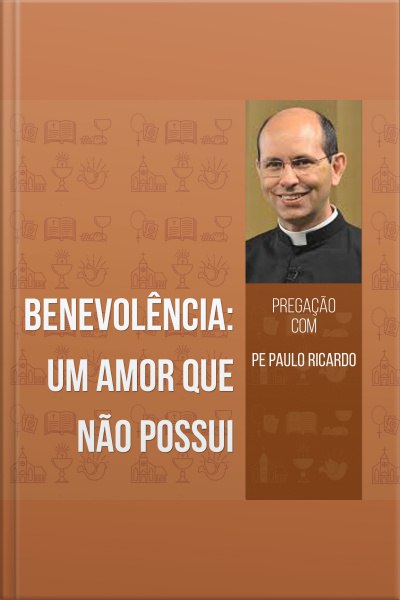 BENEVOLÊNCIA:
UM AMOR QUE
NÃO POSSUI
PREGAÇÃO
COM
PE PAULO RICARDO